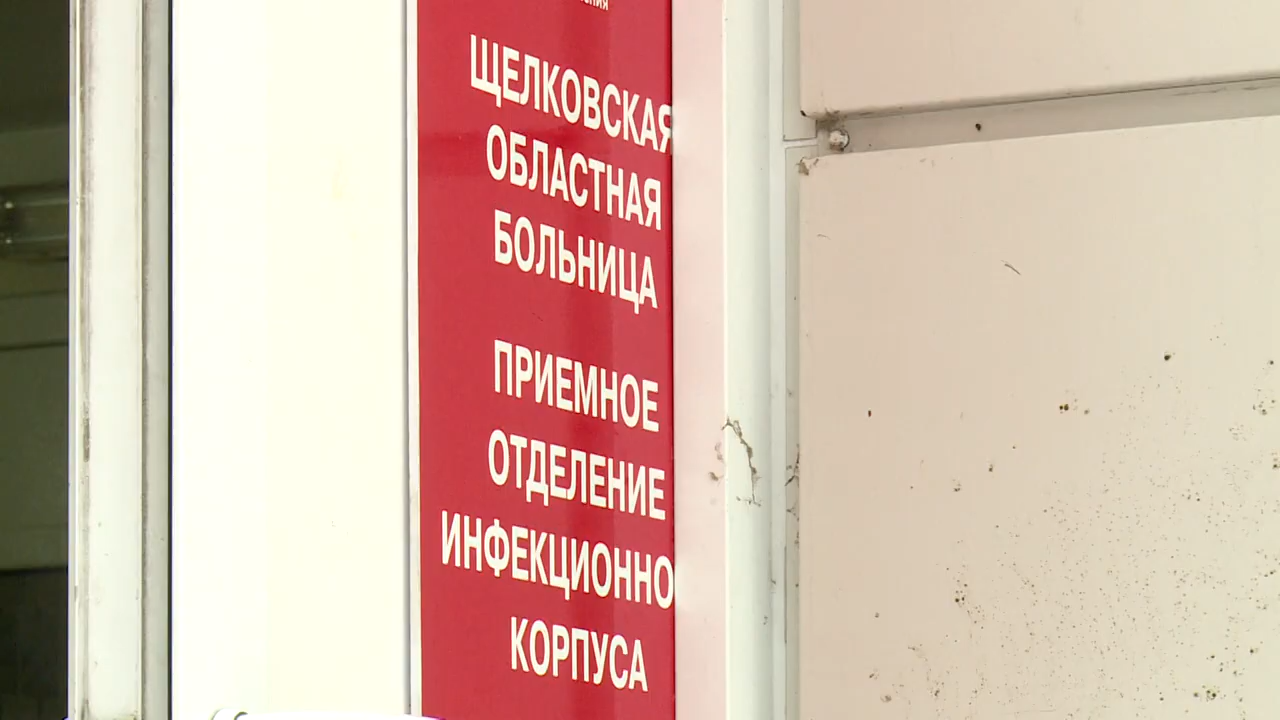 ЩЕЛКОВСКАЯ
ОБЛАСТНАЯ
БОЛЬНИЦА
ПРИЕМНОЕ
ОТДЕЛЕНИЕ
ИНФЕКЦИОННО
КОРПУСА